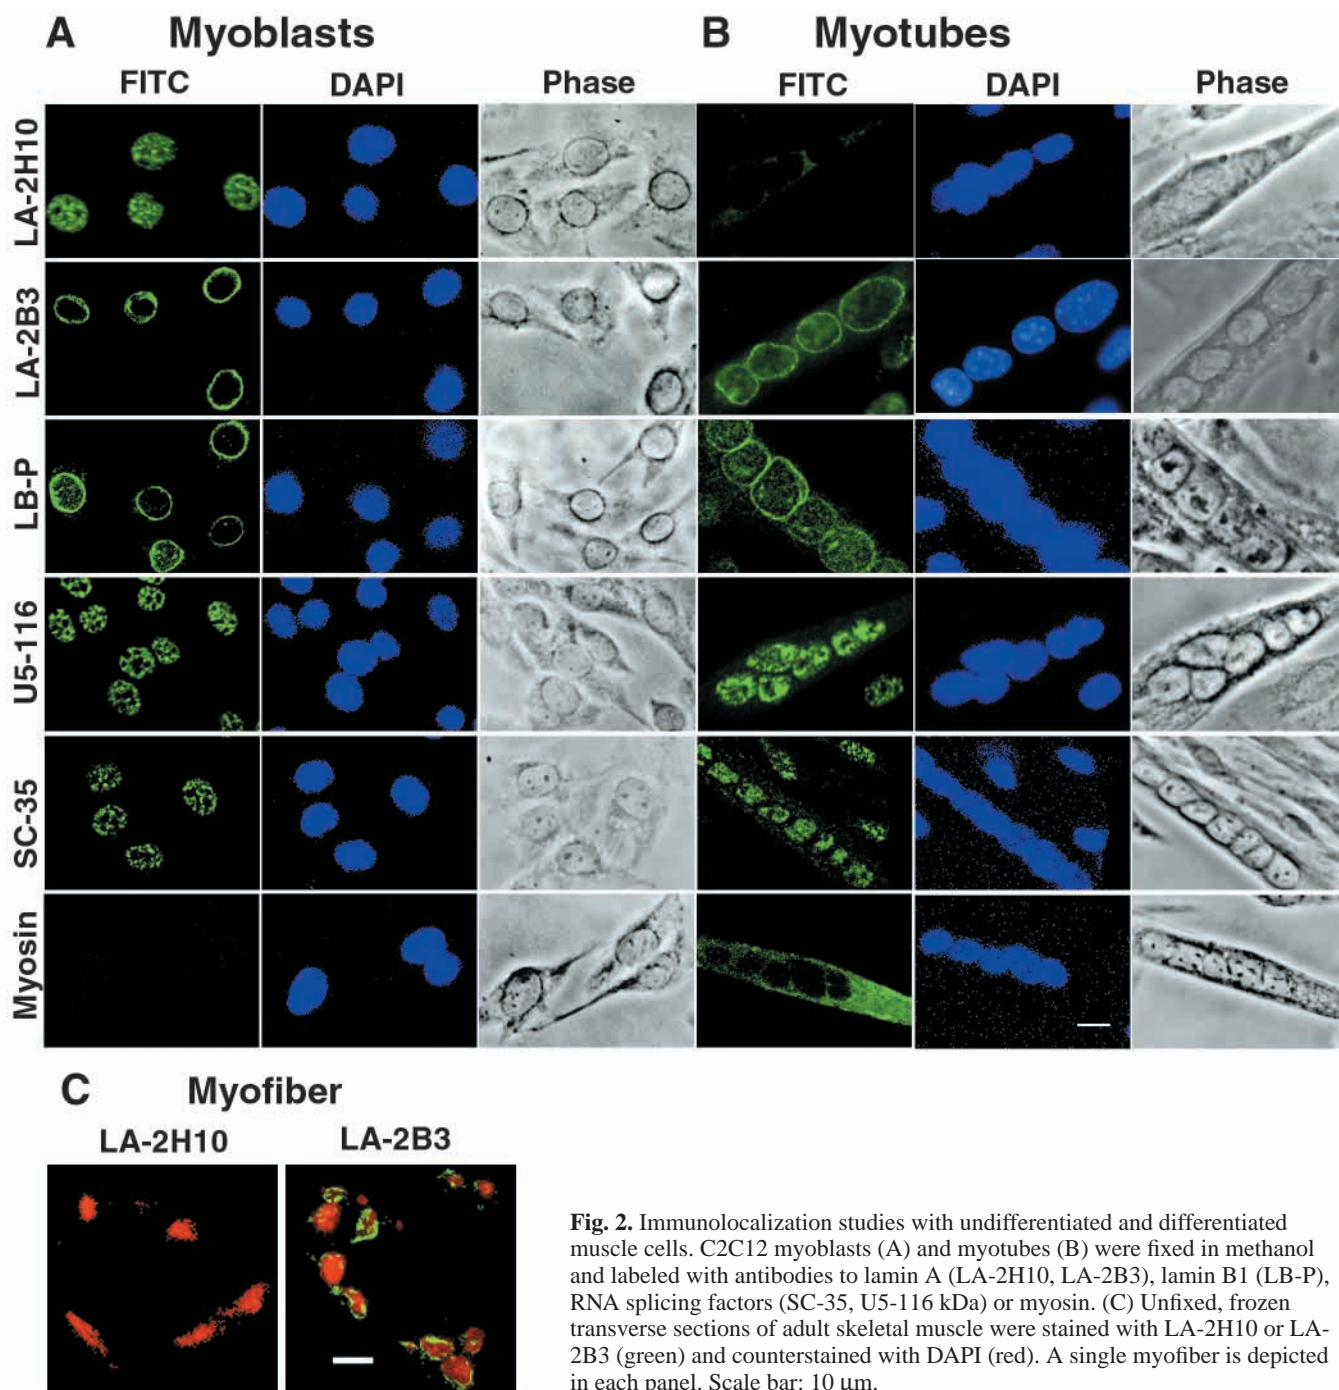 A Myoblasts
B Myotubes
FITC DAPI Phase FITC DAPI Phase
LA-2H10
LA-2B3
LB-P
U5-116
SC-35
Myosin
C Myofiber
LA-2H10 LA-2B3
Fig. 2. Immunolocalization studies with undifferentiated and differentiated
muscle cells. C2C12 myoblasts (A) and myotubes (B) were fixed in methanol
and labeled with antibodies to lamin A (LA-2H10, LA-2B3), lamin B1 (LB-P),
RNA splicing factors (SC-35, U5-116 kDa) or myosin. (C) Unfixed, frozen
transverse sections of adult skeletal muscle were stained with LA-2H10 or LA-
2B3 (green) and counterstained with DAPI (red). A single myofiber is depicted
in each panel. Scale bar: 10 μm.